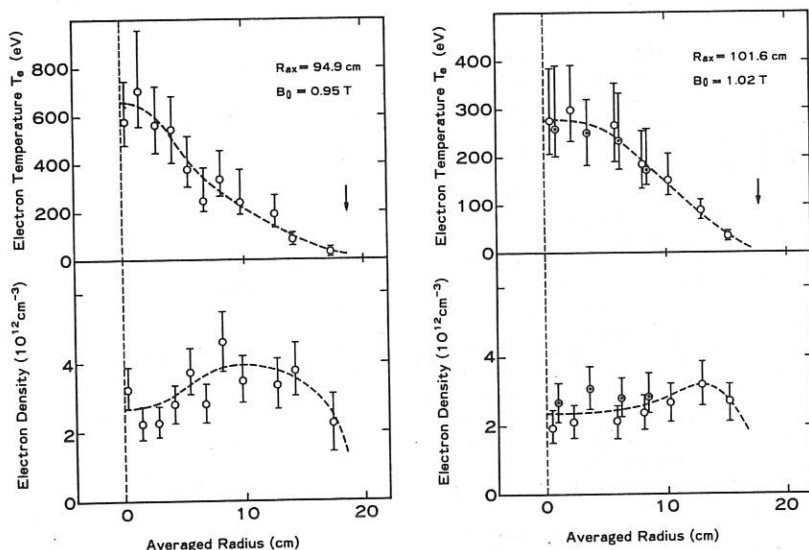 Electron Temperature Tₑ (eV)
800
600
400
200
0
Rax = 94.9 cm
B₀ = 0.95 T
Electron Density (10¹²cm⁻³)
4
2
0
0
10
20
Averaged Radius (cm)
Electron Temperature Tₑ (eV)
400
300
200
100
0
Rax = 101.6 cm
B₀ = 1.02 T
Electron Density (10¹²cm⁻³)
4
2
0
0
10
20
Averaged Radius (cm)